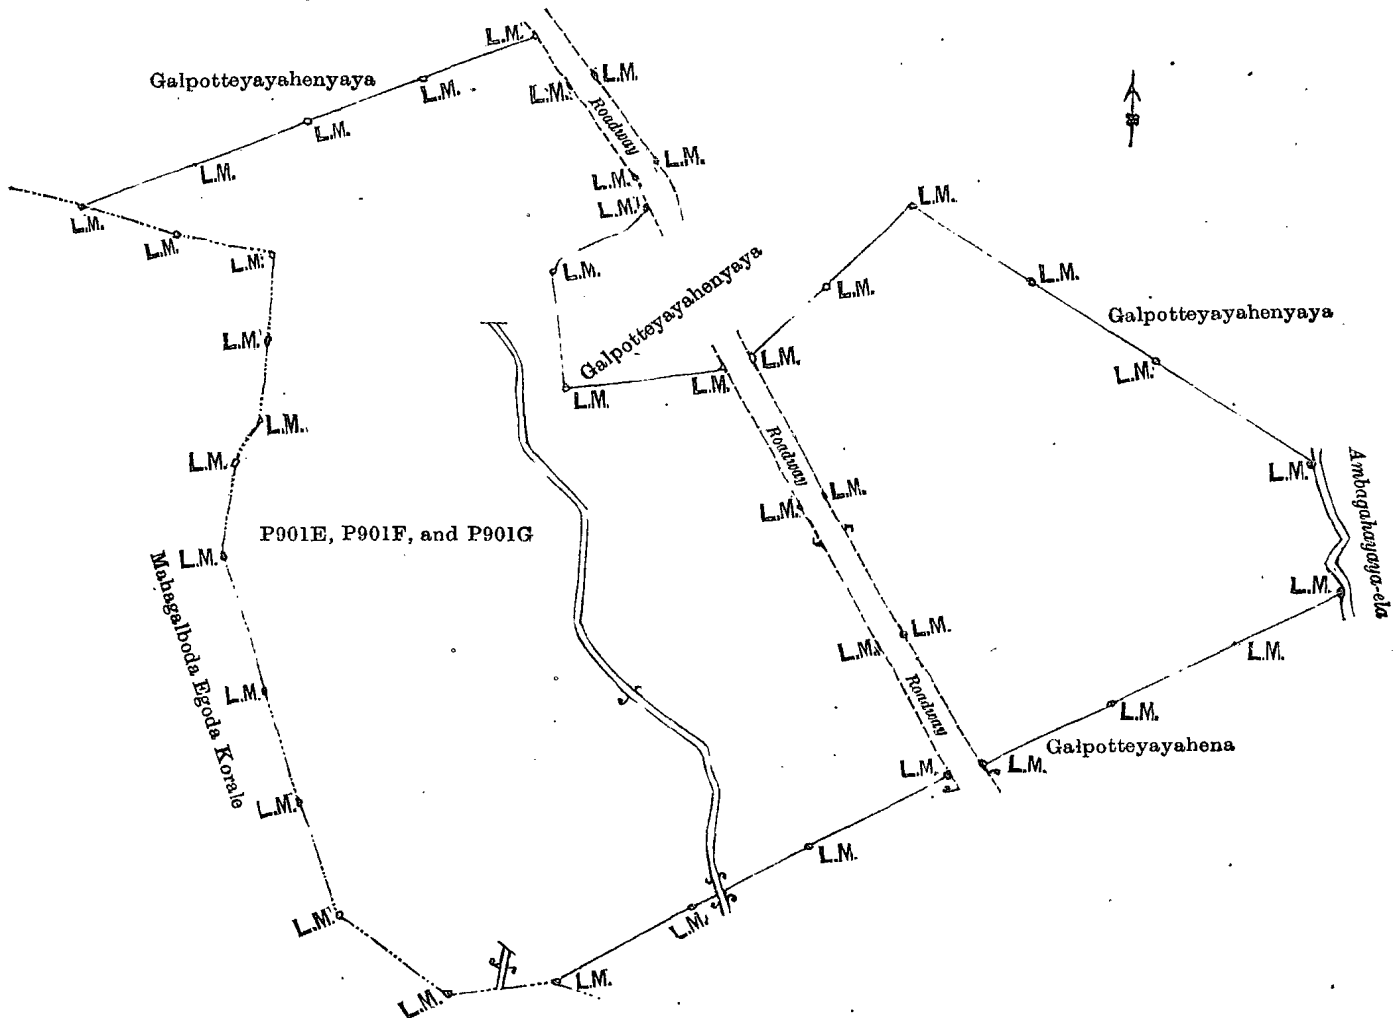 L.M.
Galpotteyayahenyaya
L.M.
L.M.
L.M.
Roadway
L.M.
L.M.
L.M.
L.M.
L.M.
L.M.
L.M.
L.M.
L.M.
L.M.
L.M.
L.M.
Galpotteyayahenyaya
Galpotteyayahenyaya
L.M.
L.M.
L.M.
L.M.
L.M.
L.M.
L.M.
Roadway
L.M.
L.M.
L.M.
Ambagahayaya-ela
P901E, P901F, and P901G
L.M.
L.M.
L.M.
L.M.
L.M.
Mahagalboda Egoda Korale
L.M.
Roadway
L.M.
Galpotteyayahena
L.M.
L.M.
L.M.
L.M.
L.M.
L.M.
L.M.
L.M.